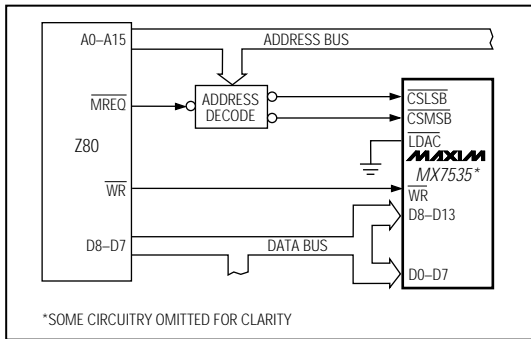 A0–A15
ADDRESS BUS
MREQ
ADDRESS
DECODE
CSLSB
CSMSB
LDAC
MAXIM
MX7535*
Z80
WR
WR
D8–D13
D8–D7
DATA BUS
D0–D7
*SOME CIRCUITRY OMITTED FOR CLARITY